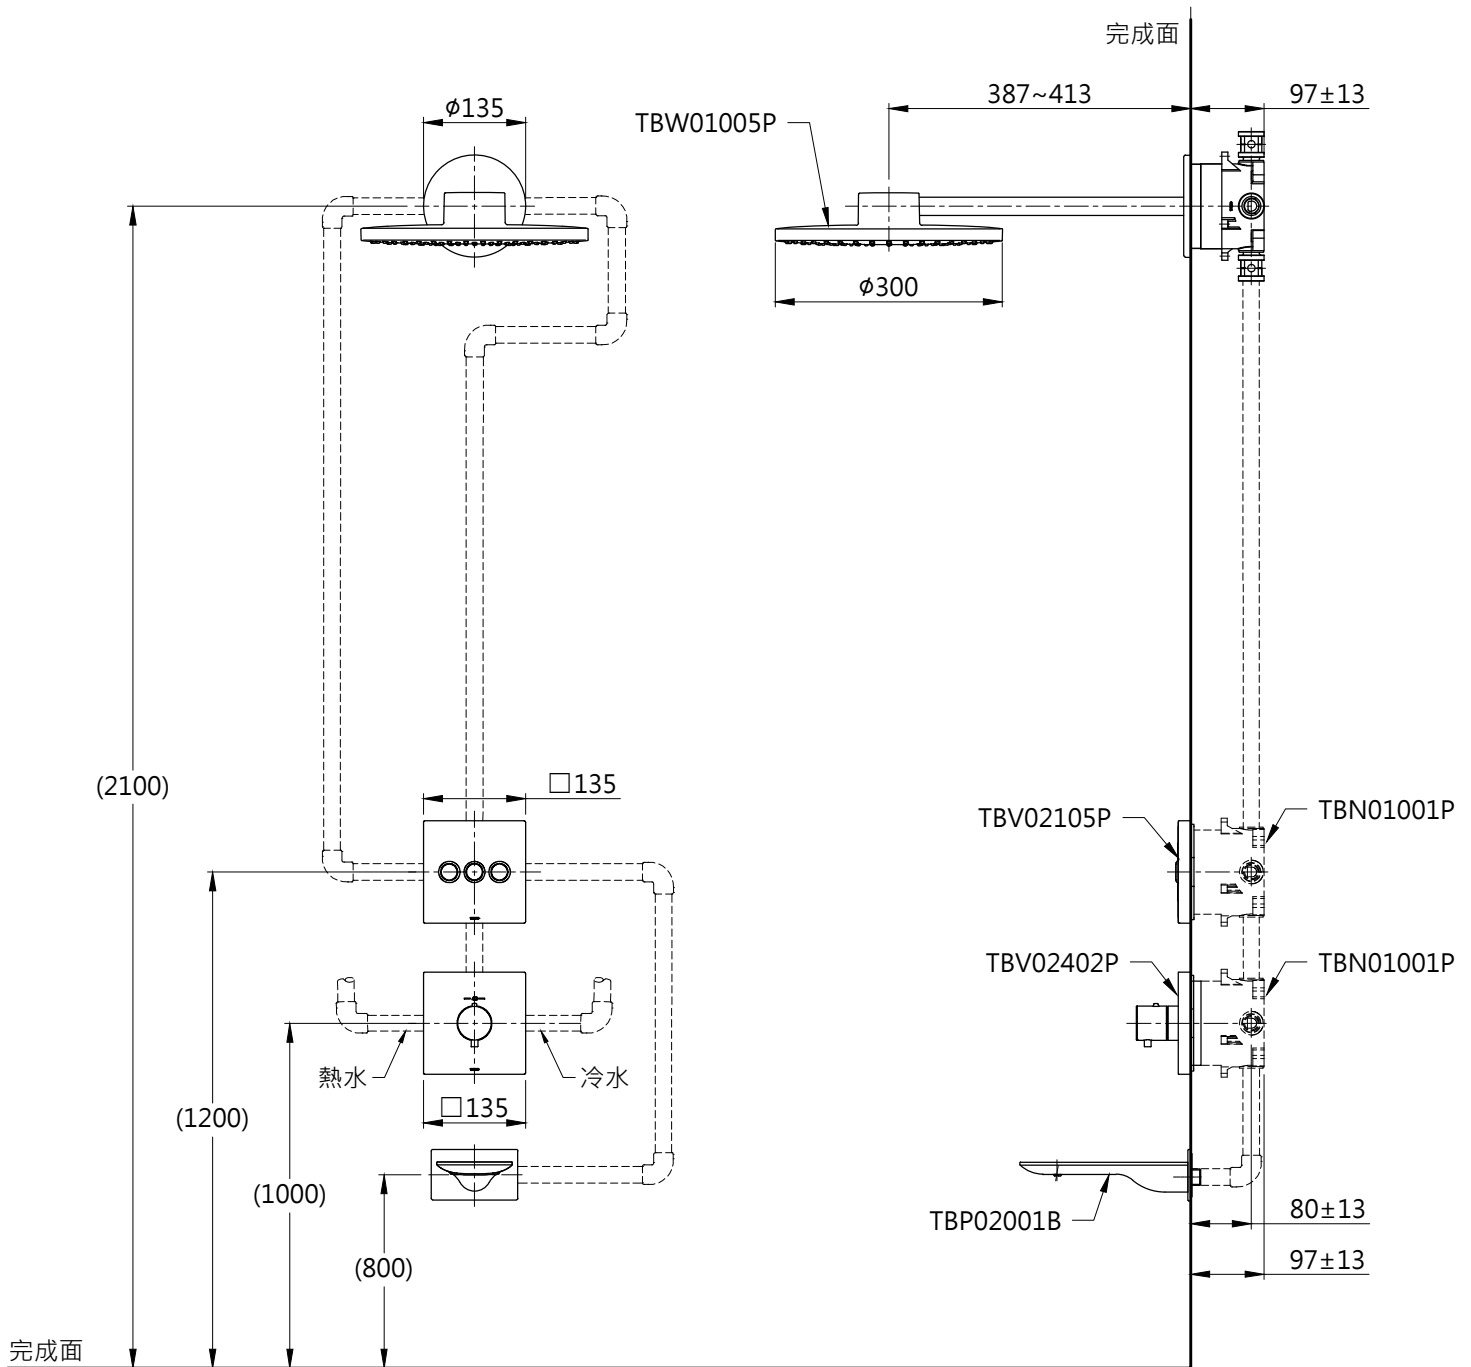 完成面
387~413
97±13
φ135
TBW01005P
φ300
(2100)
□135
TBV02105P
TBN01001P
TBV02402P
TBN01001P
熱水
冷水
□135
(1200)
(1000)
TBP02001B
80±13
(800)
97±13
完成面